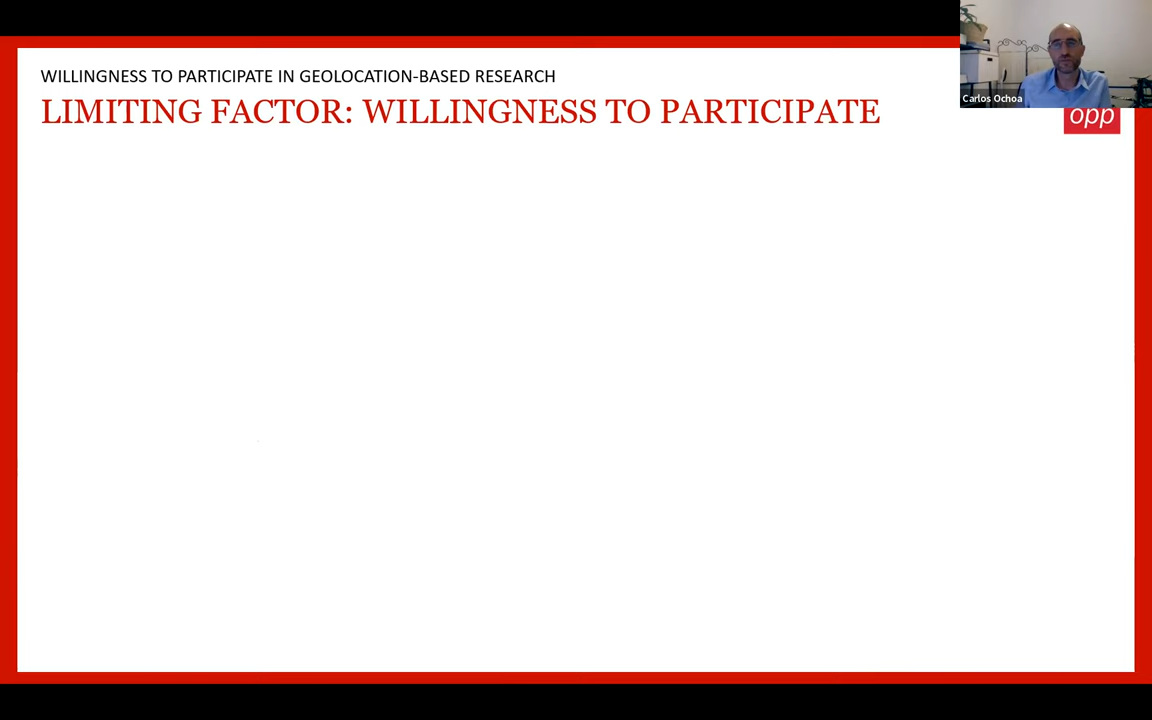 WILLINGNESS TO PARTICIPATE IN GEOLOCATION-BASED RESEARCH
LIMITING FACTOR: WILLINGNESS TO PARTICIPATE
Carlos Ochoa
opp